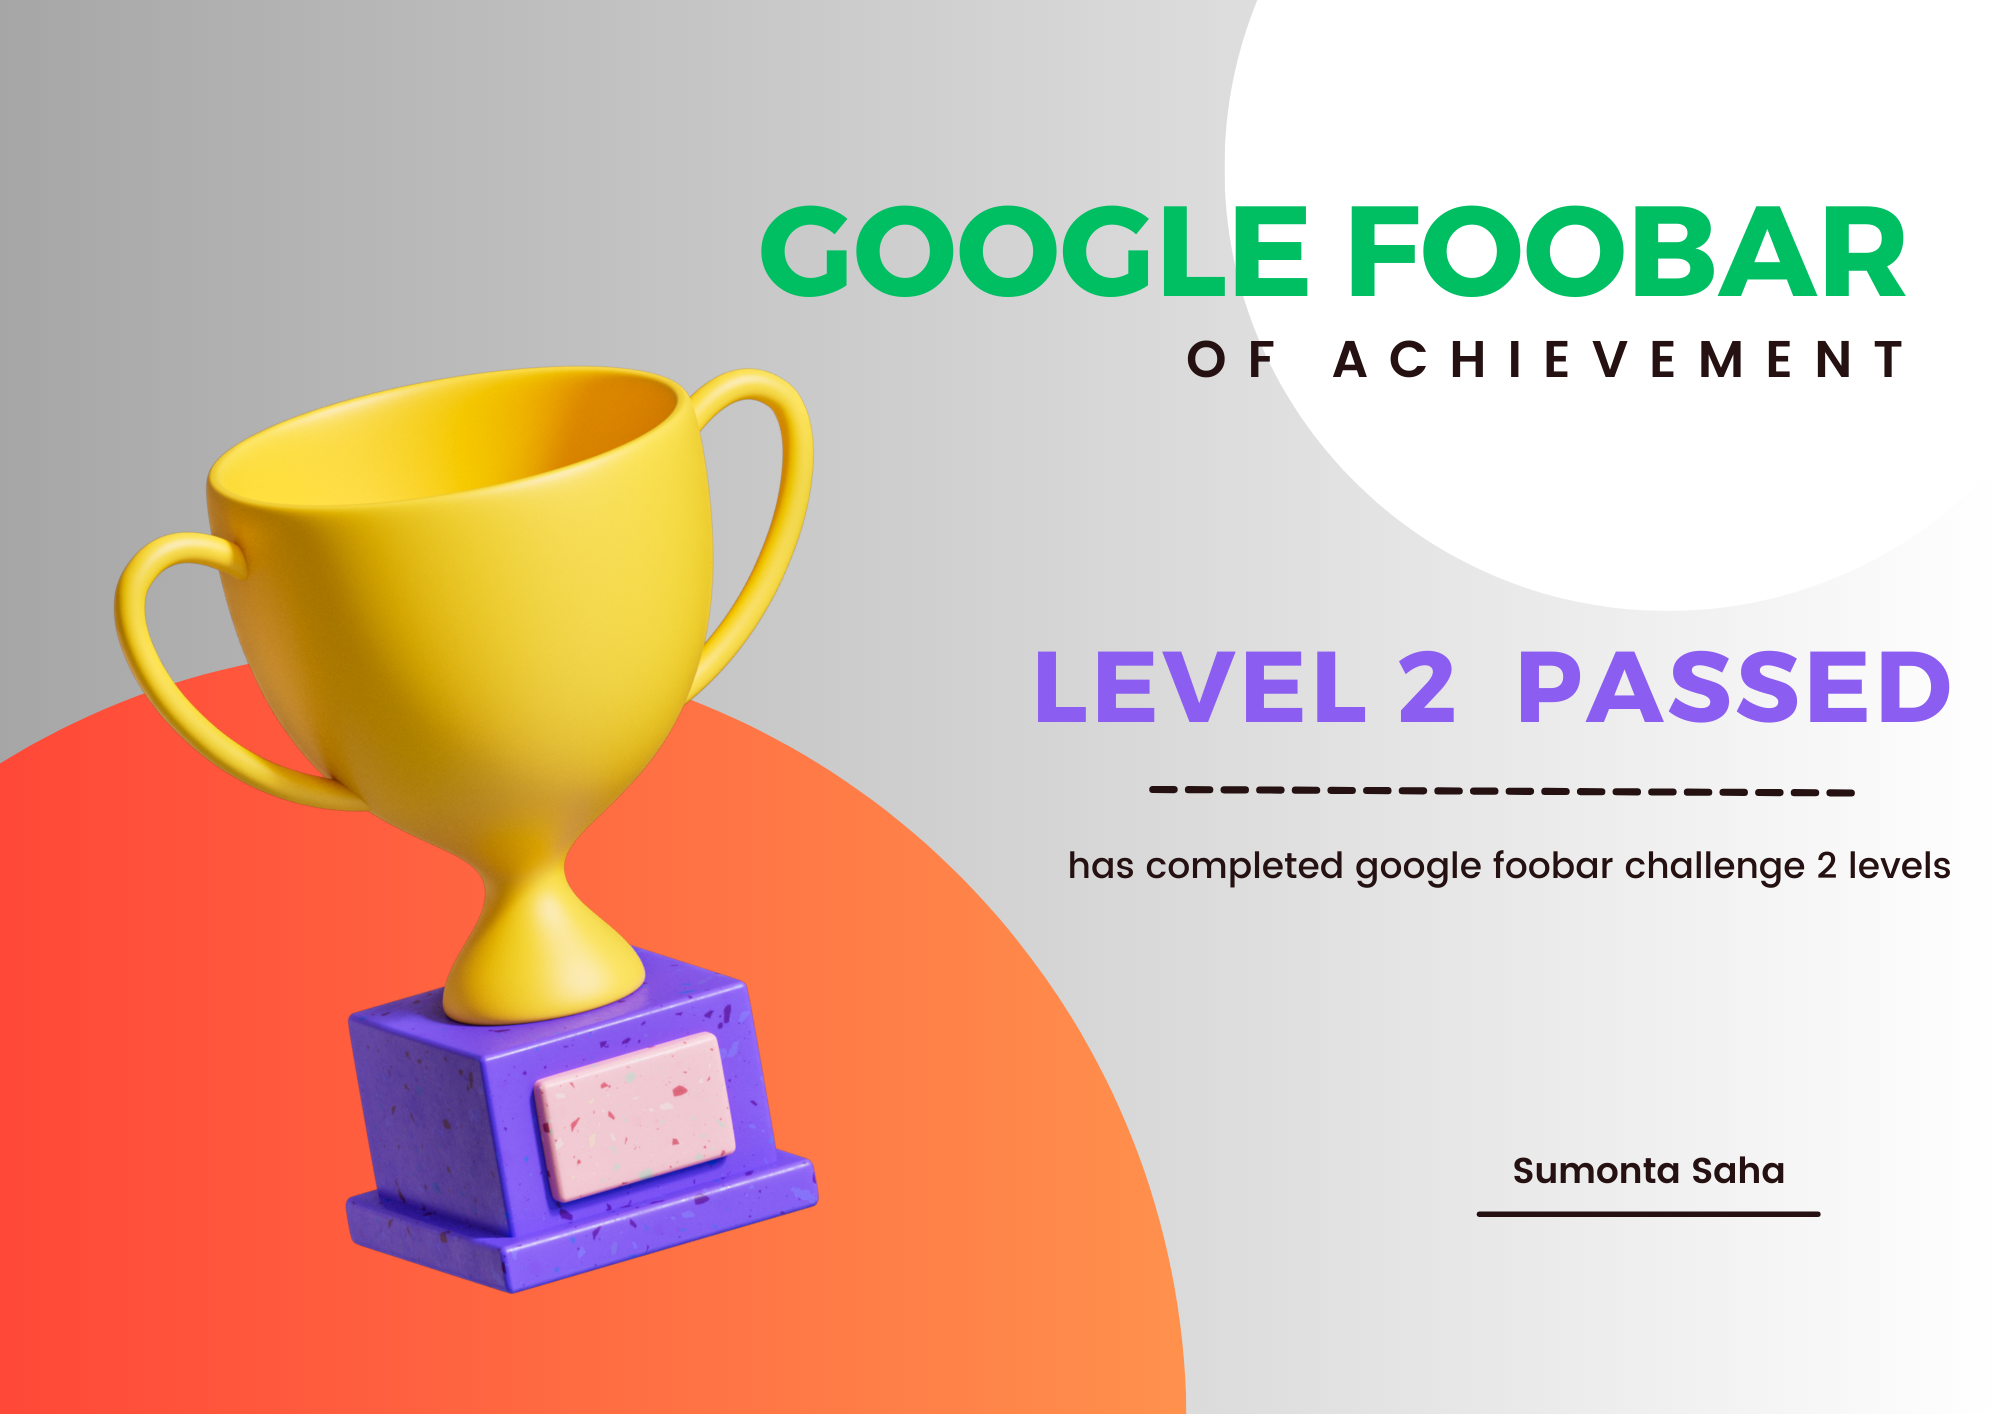 GOOGLE FOOBAR
OF ACHIEVEMENT
LEVEL 2 PASSED
has completed google foobar challenge 2 levels
Sumonta Saha